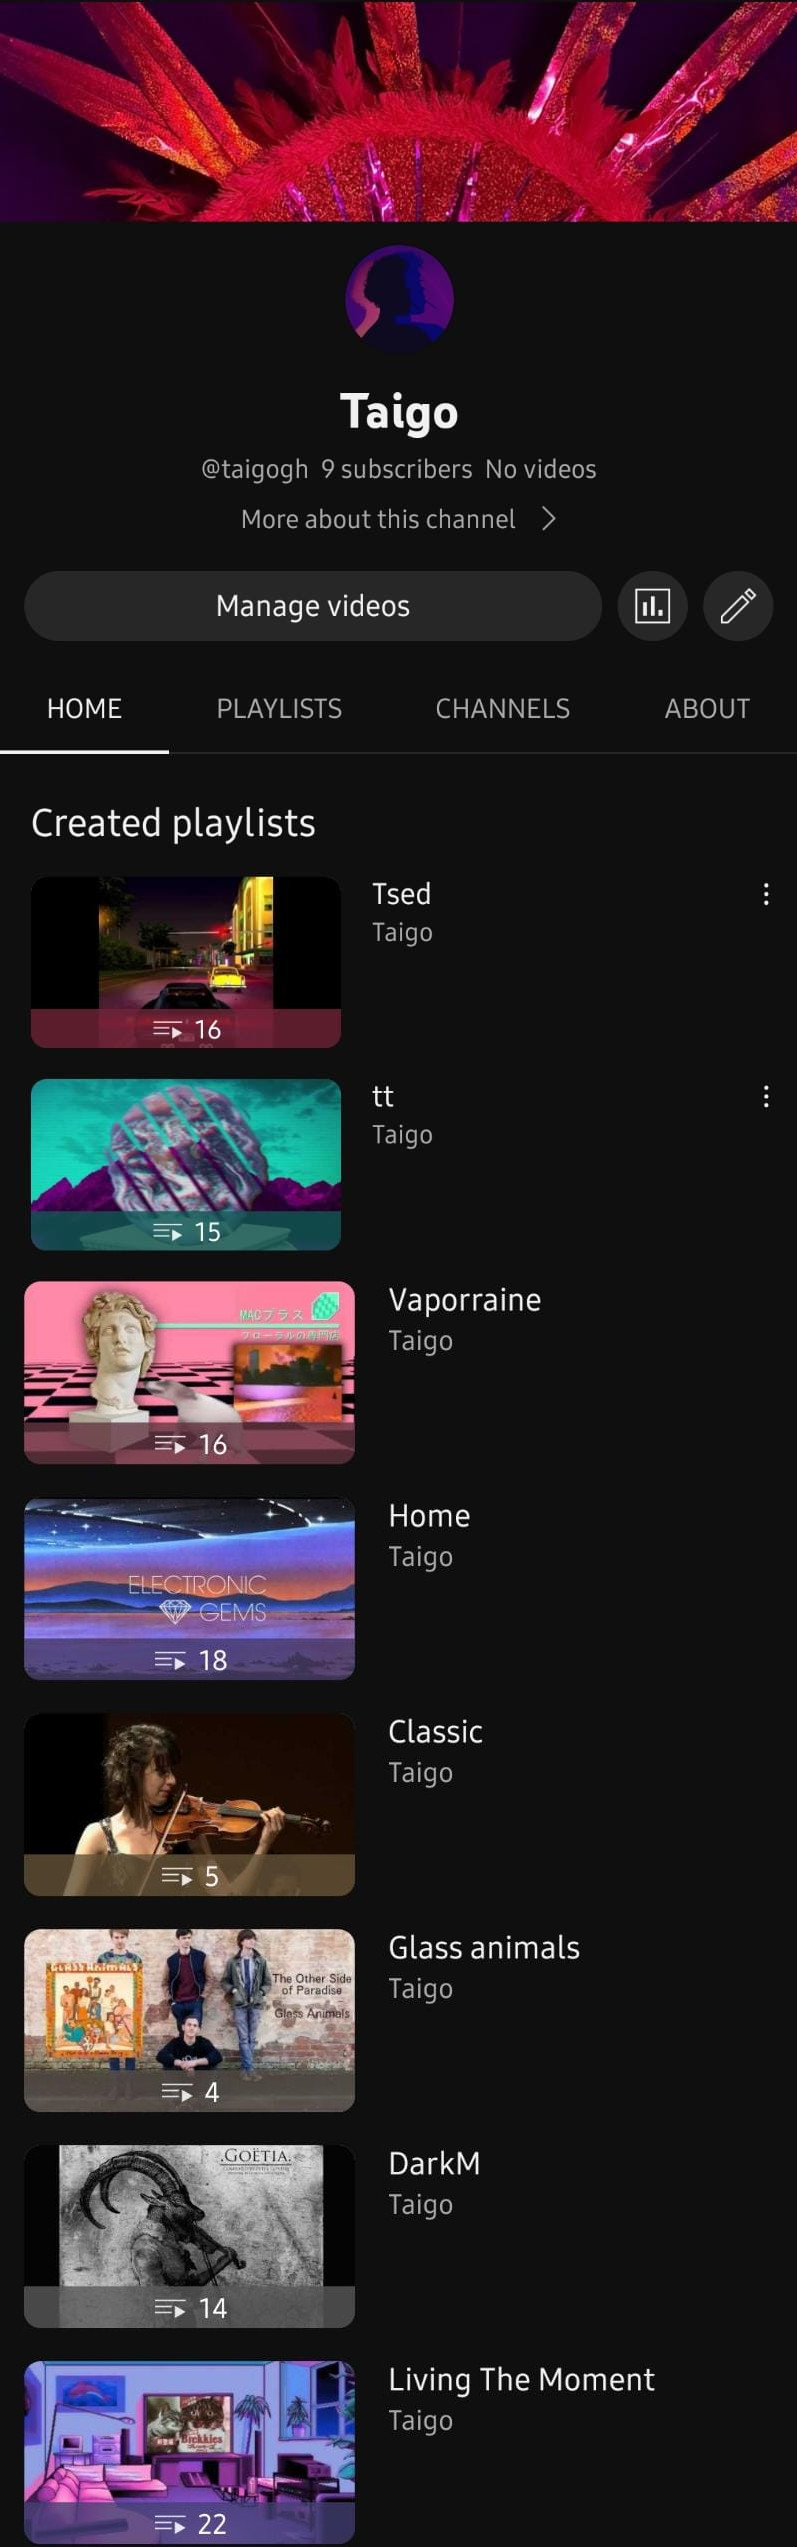 Taigo
@taigogh 9 subscribers No videos
More about this channel
Manage videos
HOME PLAYLISTS CHANNELS ABOUT
Created playlists
Tsed
Taigo
16
tt
Taigo
15
Vaporraine
Taigo
MACプラス
フローラルの専門店
16
Home
Taigo
ELECTRONIC
GEMS
18
Classic
Taigo
5
Glass animals
Taigo
GLASS ANIMALS
The Other Side
of Paradise
Glass Animals
4
DarkM
Taigo
.GOËTIA.
14
Living The Moment
Taigo
Brekkies
22